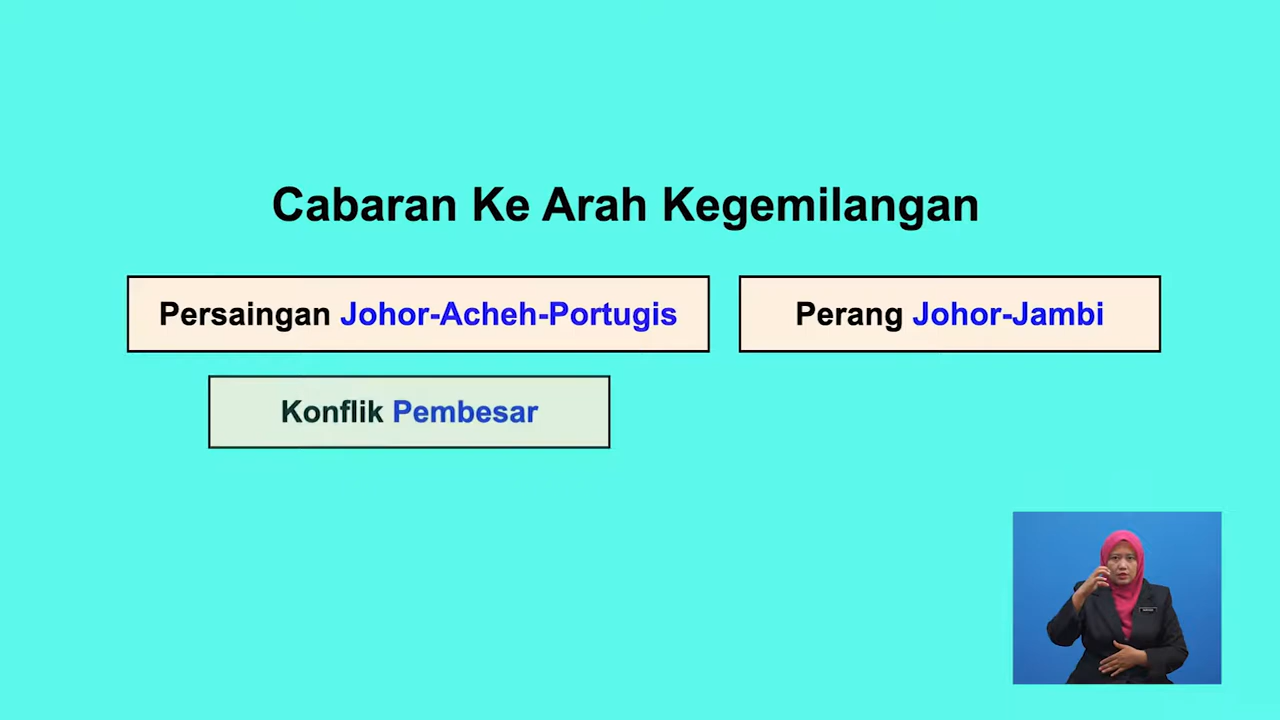 Cabaran Ke Arah Kegemilangan
Persaingan Johor-Acheh-Portugis
Perang Johor-Jambi
Konflik Pembesar